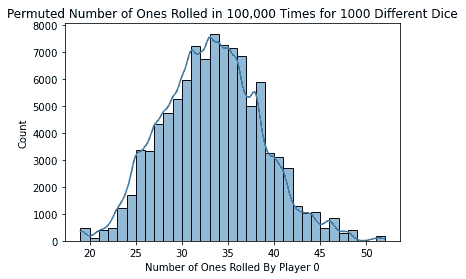 Permuted Number of Ones Rolled in 100,000 Times for 1000 Different Dice
8000
7000
6000
5000
4000
3000
2000
1000
0
Count
20 25 30 35 40 45 50
Number of Ones Rolled By Player 0